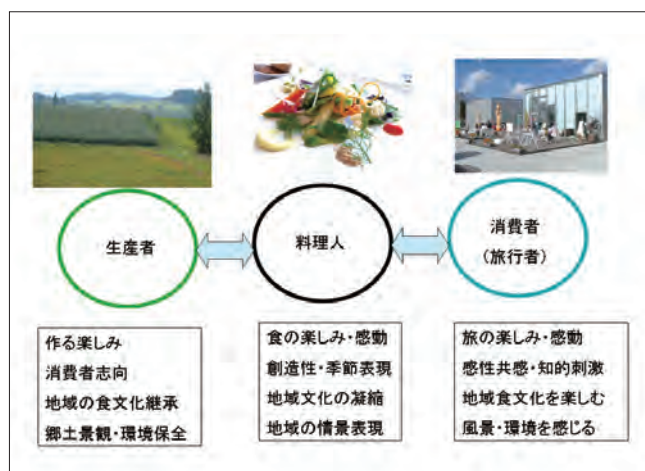 生産者
料理人
消費者
(旅行者)
作る楽しみ
消費者志向
地域の食文化継承
郷土景観・環境保全
食の楽しみ・感動
創造性・季節表現
地域文化の凝縮
地域の情景表現
旅の楽しみ・感動
感性共感・知的刺激
地域食文化を楽しむ
風景・環境を感じる